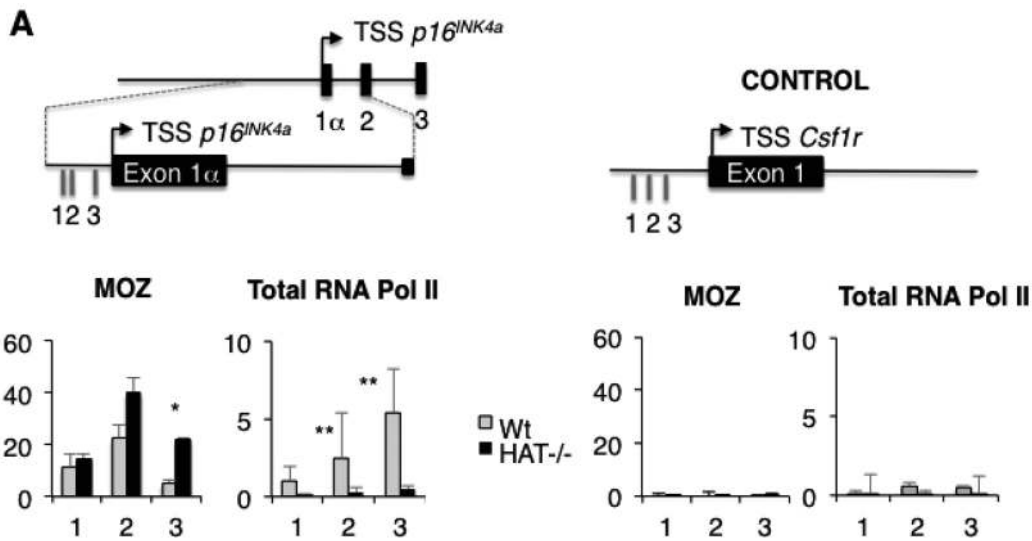 A
TSS p16INK4a
1α 2 3
TSS p16INK4a
Exon 1α
12 3
CONTROL
TSS Csf1r
Exon 1
1 2 3
MOZ
60
40
20
0
*
1 2 3
Total RNA Pol II
10
5
0
** **
1 2 3
Wt
HAT-/-
MOZ
60
40
20
0
1 2 3
Total RNA Pol II
10
5
0
1 2 3